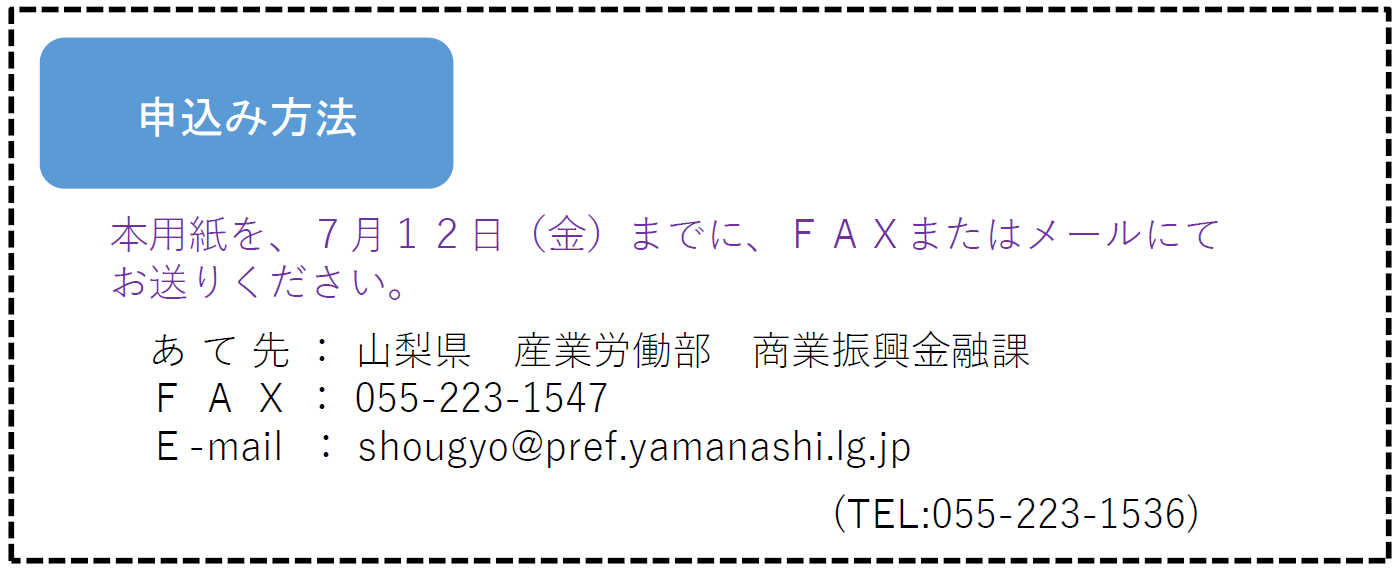 申込み方法
本用紙を、７月１２日（金）までに、ＦＡＸまたはメールにて
お送りください。
あ て 先 ： 山梨県　産業労働部　商業振興金融課
Ｆ Ａ Ｘ ： 055-223-1547
Ｅ-mail ： shougyo@pref.yamanashi.lg.jp
（TEL:055-223-1536）